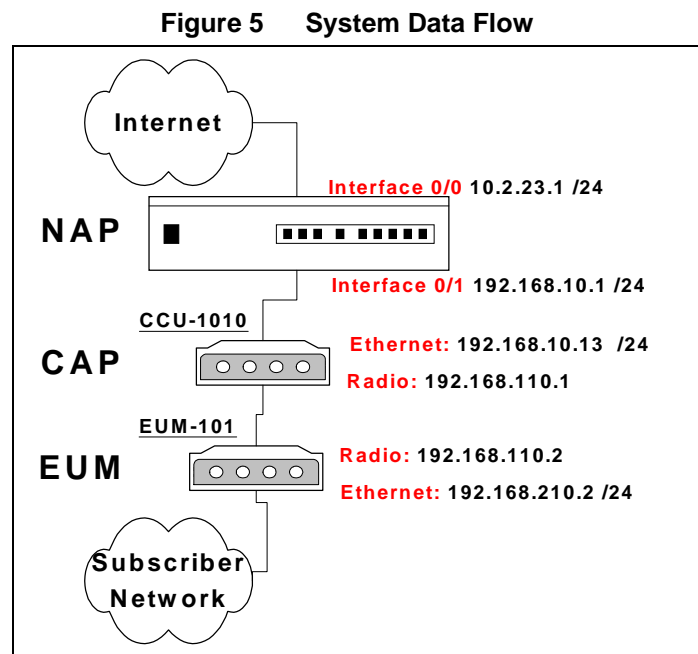 Figure 5 System Data Flow
Internet
Interface 0/0 10.2.23.1 /24
NAP
Interface 0/1 192.168.10.1 /24
CCU-1010
Ethernet: 192.168.10.13 /24
CAP
Radio: 192.168.110.1
EUM-101
Radio: 192.168.110.2
EUM
Ethernet: 192.168.210.2 /24
Subscriber
Network